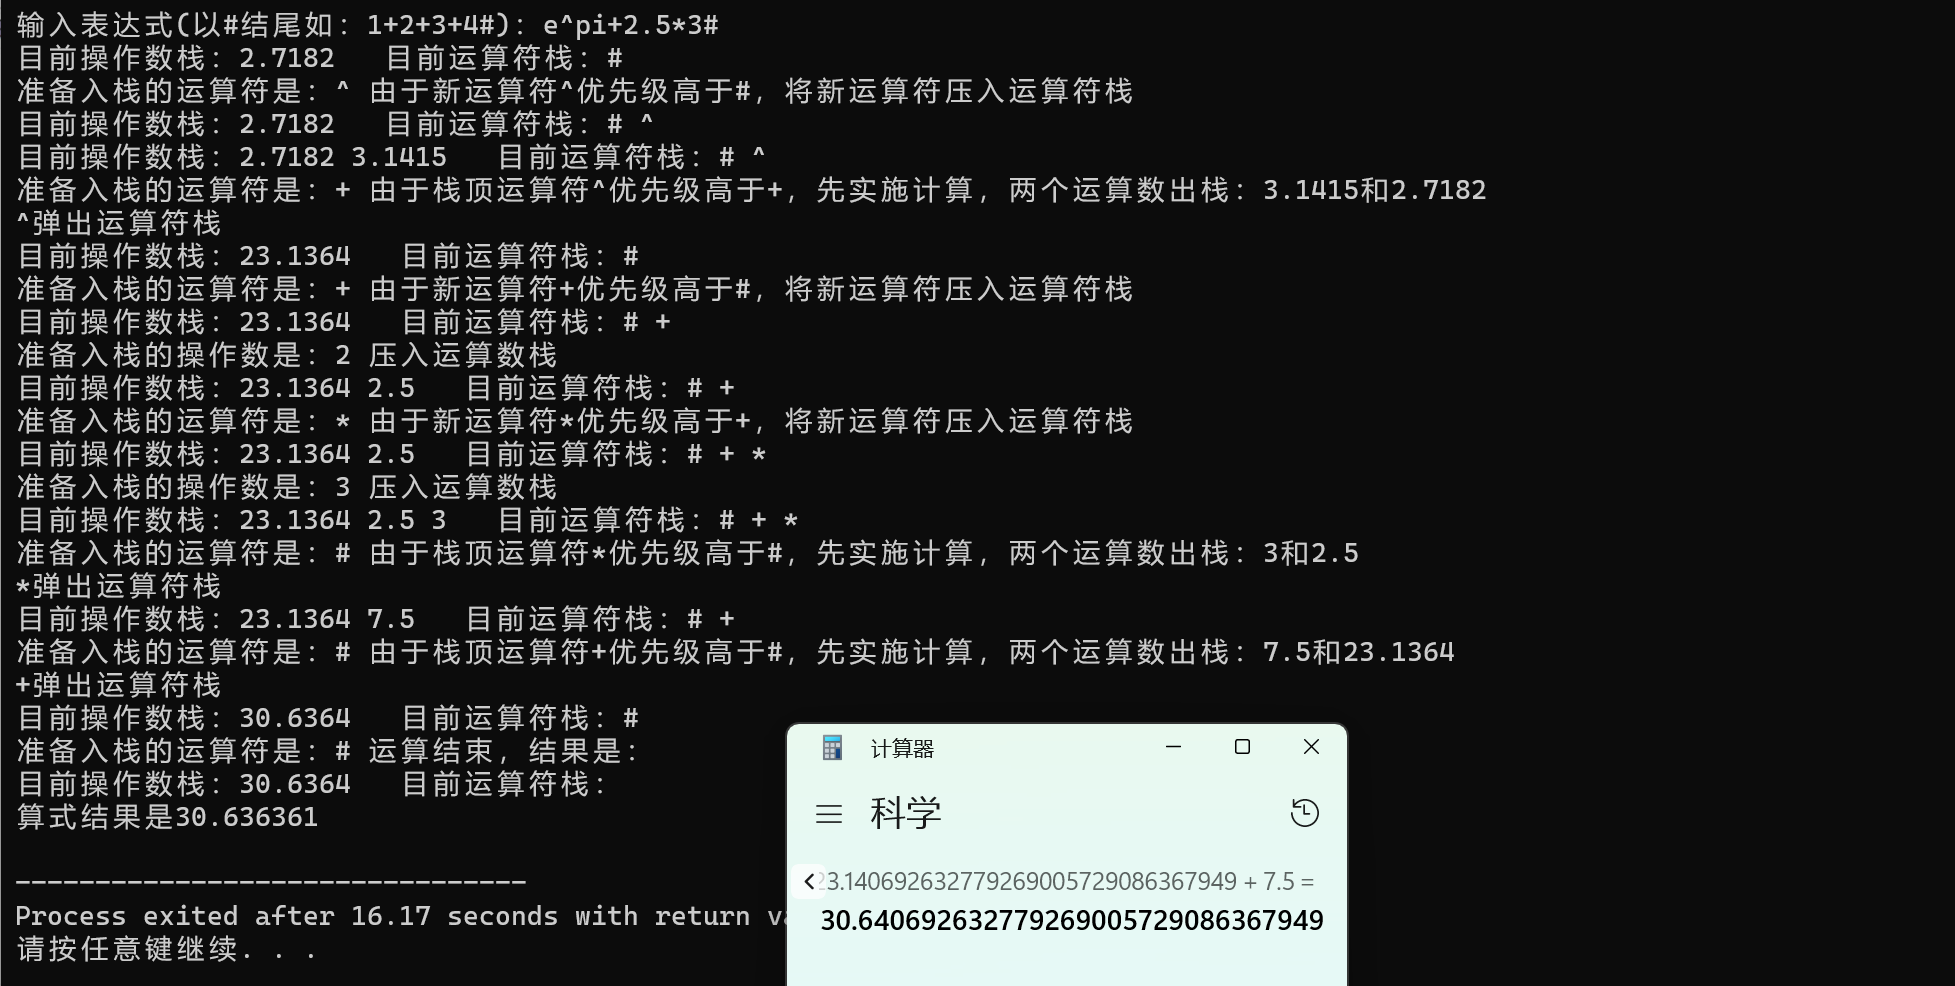 输入表达式(以#结尾如：1+2+3+4#)：e^pi+2.5*3#
目前操作数栈：2.7182   目前运算符栈：#
准备入栈的运算符是：^ 由于新运算符^优先级高于#，将新运算符压入运算符栈
目前操作数栈：2.7182   目前运算符栈：# ^
目前操作数栈：2.7182 3.1415   目前运算符栈：# ^
准备入栈的运算符是：+ 由于栈顶运算符^优先级高于+，先实施计算，两个运算数出栈：3.1415和2.7182
^弹出运算符栈
目前操作数栈：23.1364   目前运算符栈：#
准备入栈的运算符是：+ 由于新运算符+优先级高于#，将新运算符压入运算符栈
目前操作数栈：23.1364   目前运算符栈：# +
准备入栈的操作数是：2 压入运算数栈
目前操作数栈：23.1364 2.5   目前运算符栈：# +
准备入栈的运算符是：* 由于新运算符*优先级高于+，将新运算符压入运算符栈
目前操作数栈：23.1364 2.5   目前运算符栈：# + *
准备入栈的操作数是：3 压入运算数栈
目前操作数栈：23.1364 2.5 3   目前运算符栈：# + *
准备入栈的运算符是：# 由于栈顶运算符*优先级高于#，先实施计算，两个运算数出栈：3和2.5
*弹出运算符栈
目前操作数栈：23.1364 7.5   目前运算符栈：# +
准备入栈的运算符是：# 由于栈顶运算符+优先级高于#，先实施计算，两个运算数出栈：7.5和23.1364
+弹出运算符栈
目前操作数栈：30.6364   目前运算符栈：#
准备入栈的运算符是：# 运算结束，结果是：
目前操作数栈：30.6364   目前运算符栈：
算式结果是30.636361
--------------------------------
Process exited after 16.17 seconds with return
请按任意键继续. . .
计算器
科学
23.140692632779269005729086367949 + 7.5 =
30.640692632779269005729086367949